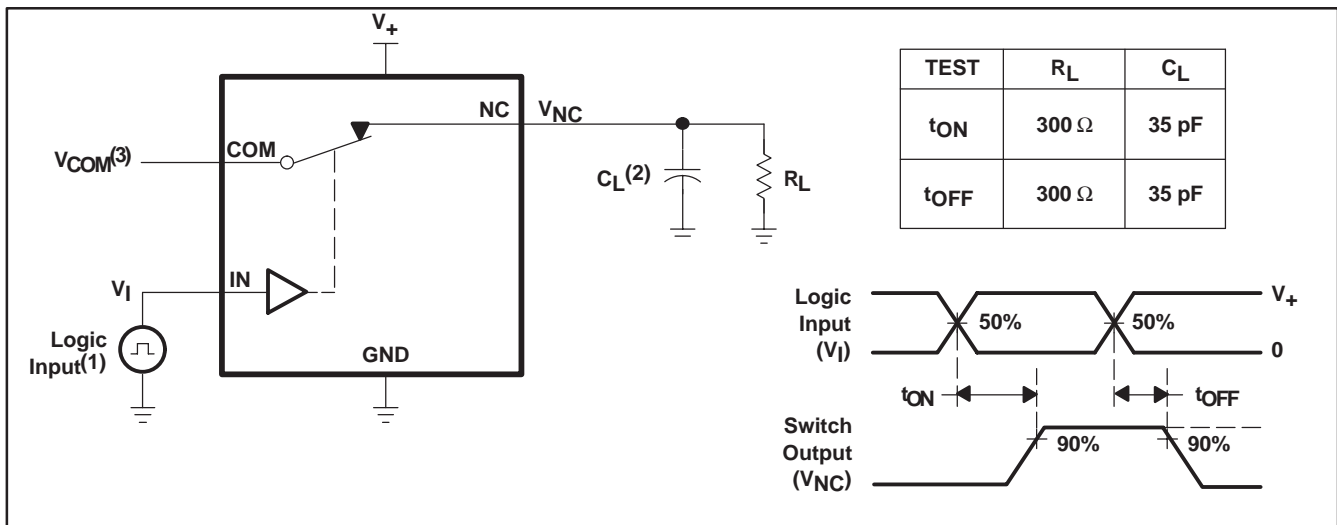 V+
NC
VNC
COM
VCOM(3)
CL(2)
RL
IN
VI
Logic
Input(1)
GND
TEST RL CL
tON 300 Ω 35 pF
tOFF 300 Ω 35 pF
Logic
Input
(VI)
50%
50%
V+
0
tON
tOFF
Switch
Output
(VNC)
90%
90%